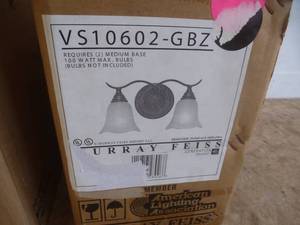 VS10602-GBZ
REQUIRES (2) MEDIUM BASE
100 WATT MAX. BULBS
(BULBS NOT INCLUDED)
URRAY FEISS
MEMBER
American
Lighting
Association
FEISS